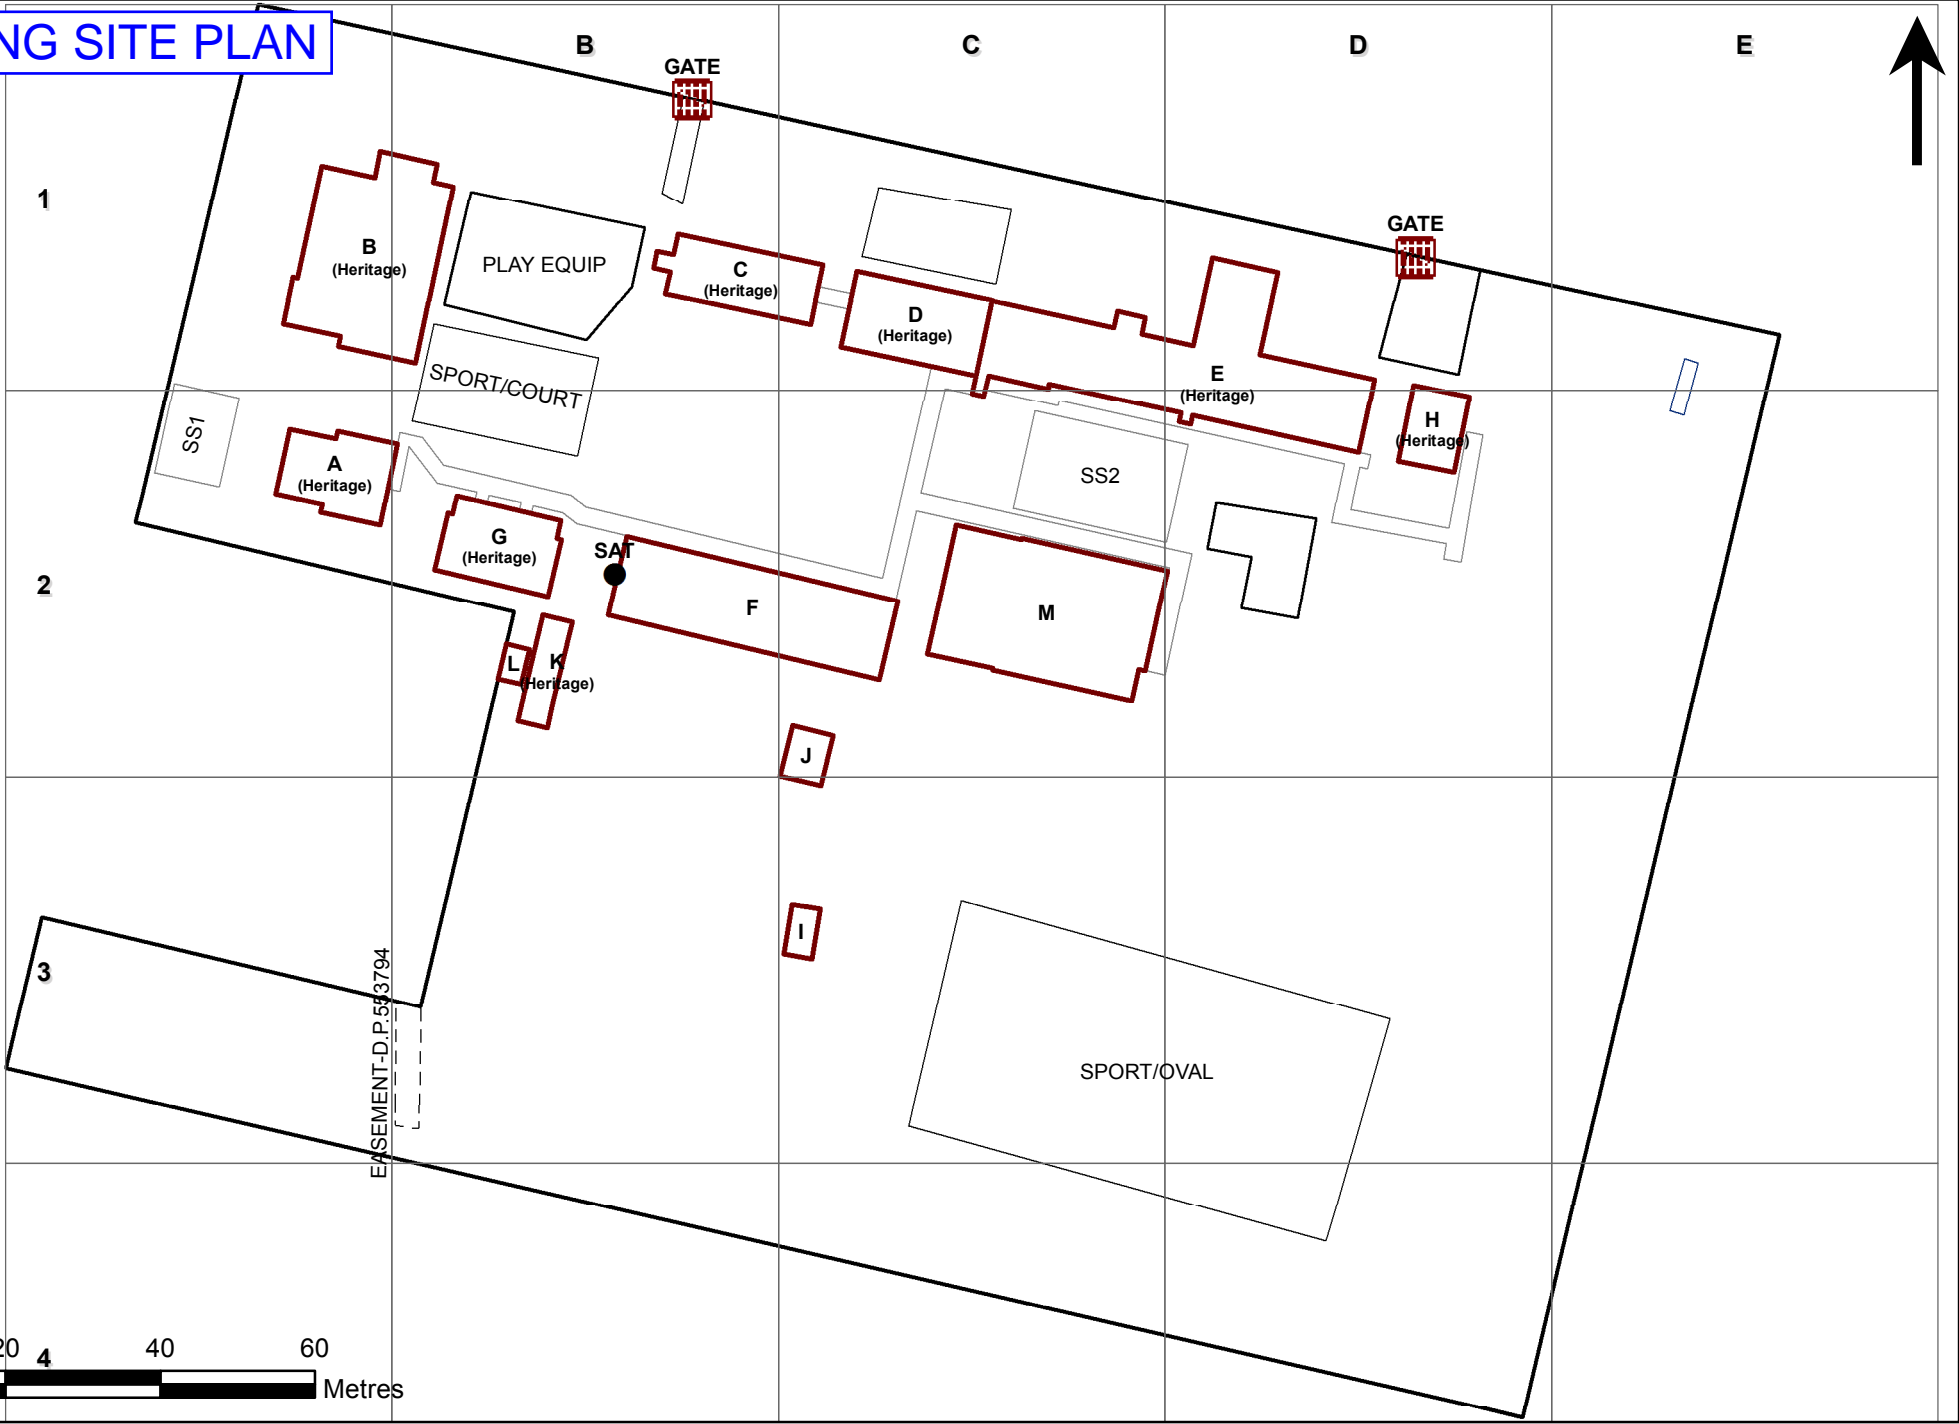 NG SITE PLAN
B
C
D
E
GATE
1
GATE
B
(Heritage)
PLAY EQUIP
C
(Heritage)
D
(Heritage)
E
(Heritage)
SPORT/COURT
H
(Heritage)
SS1
A
(Heritage)
SS2
G
(Heritage)
SAT
2
F
M
L
K
(Heritage)
J
I
3
EASEMENT-D.P.553794
SPORT/OVAL
20
40
60
4
Metres